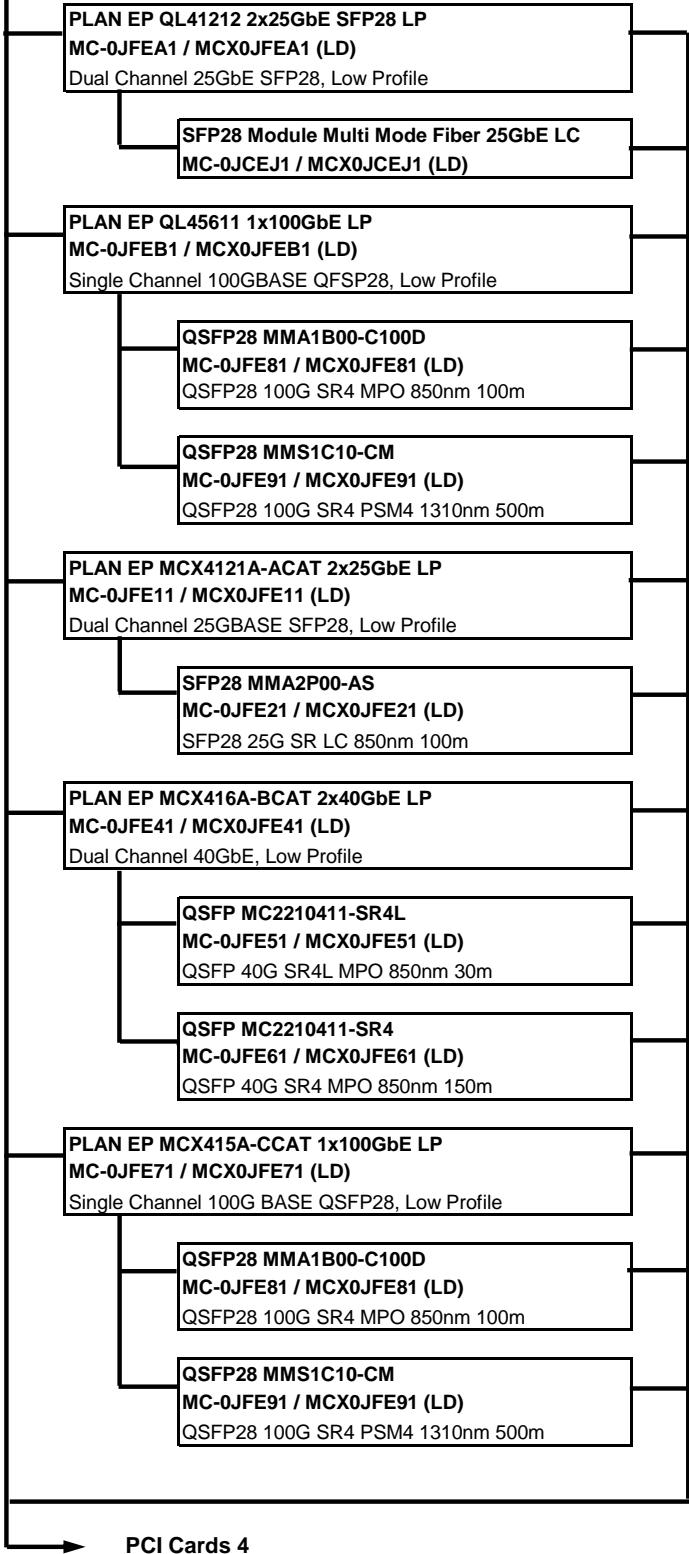 PLAN EP QL41212 2x25GbE SFP28 LP
MC-0JFEA1 / MCX0JFEA1 (LD)
Dual Channel 25GbE SFP28, Low Profile
SFP28 Module Multi Mode Fiber 25GbE LC
MC-0JCEJ1 / MCX0JCEJ1 (LD)
PLAN EP QL45611 1x100GbE LP
MC-0JFEB1 / MCX0JFEB1 (LD)
Single Channel 100GBASE QFSP28, Low Profile
QSFP28 MMA1B00-C100D
MC-0JFE81 / MCX0JFE81 (LD)
QSFP28 100G SR4 MPO 850nm 100m
QSFP28 MMS1C10-CM
MC-0JFE91 / MCX0JFE91 (LD)
QSFP28 100G SR4 PSM4 1310nm 500m
PLAN EP MCX4121A-ACAT 2x25GbE LP
MC-0JFE11 / MCX0JFE11 (LD)
Dual Channel 25GBASE SFP28, Low Profile
SFP28 MMA2P00-AS
MC-0JFE21 / MCX0JFE21 (LD)
SFP28 25G SR LC 850nm 100m
PLAN EP MCX416A-BCAT 2x40GbE LP
MC-0JFE41 / MCX0JFE41 (LD)
Dual Channel 40GbE, Low Profile
QSFP MC2210411-SR4L
MC-0JFE51 / MCX0JFE51 (LD)
QSFP 40G SR4L MPO 850nm 30m
QSFP MC2210411-SR4
MC-0JFE61 / MCX0JFE61 (LD)
QSFP 40G SR4 MPO 850nm 150m
PLAN EP MCX415A-CCAT 1x100GbE LP
MC-0JFE71 / MCX0JFE71 (LD)
Single Channel 100G BASE QSFP28, Low Profile
QSFP28 MMA1B00-C100D
MC-0JFE81 / MCX0JFE81 (LD)
QSFP28 100G SR4 MPO 850nm 100m
QSFP28 MMS1C10-CM
MC-0JFE91 / MCX0JFE91 (LD)
QSFP28 100G SR4 PSM4 1310nm 500m
PCI Cards 4